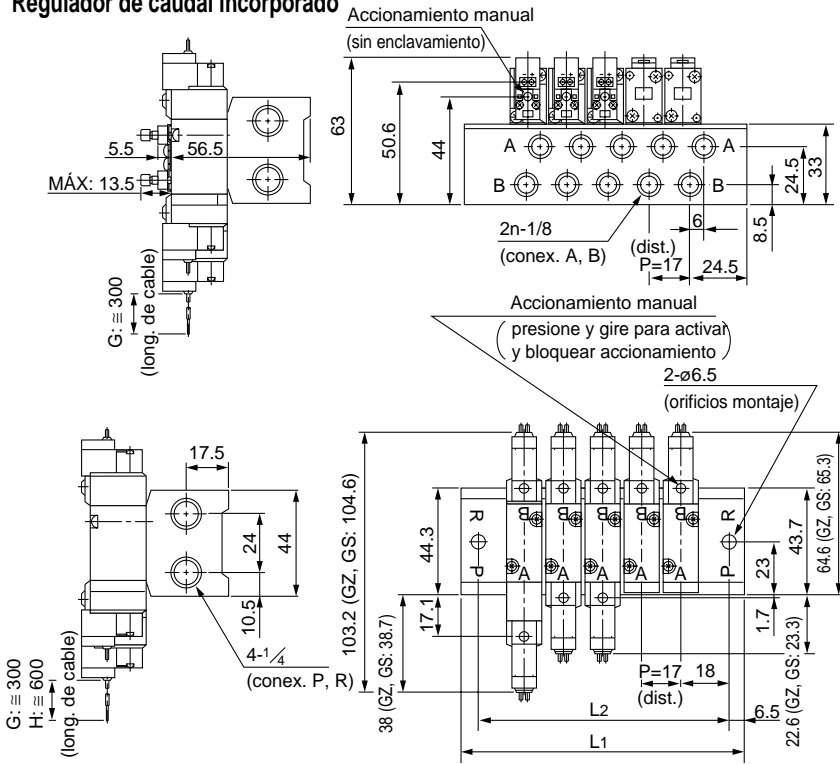 Regulador de caudal incorporado
Accionamiento manual
(sin enclavamiento)
63
50.6
44
A
A
B
B
24.5
33
8.5
6
2n-1/8
(conex. A, B)
(dist.)
P=17
24.5
5.5
56.5
MÁX: 13.5
G: ≅ 300
(long. de cable)
Accionamiento manual
(presione y gire para activar
y bloquear accionamiento)
2-ø6.5
(orificios montaje)
17.5
24
44
10.5
4-1/4
(conex. P, R)
G: ≅ 300
H: ≅ 600
(long. de cable)
103.2 (GZ, GS: 104.6)
44.3
17.1
38 (GZ, GS: 38.7)
R
P
B
B
B
B
B
A
A
A
A
A
R
P
23
43.7
64.6 (GZ, GS: 65.3)
1.7
22.6 (GZ, GS: 23.3)
P=17
(dist.)
18
6.5
L2
L1